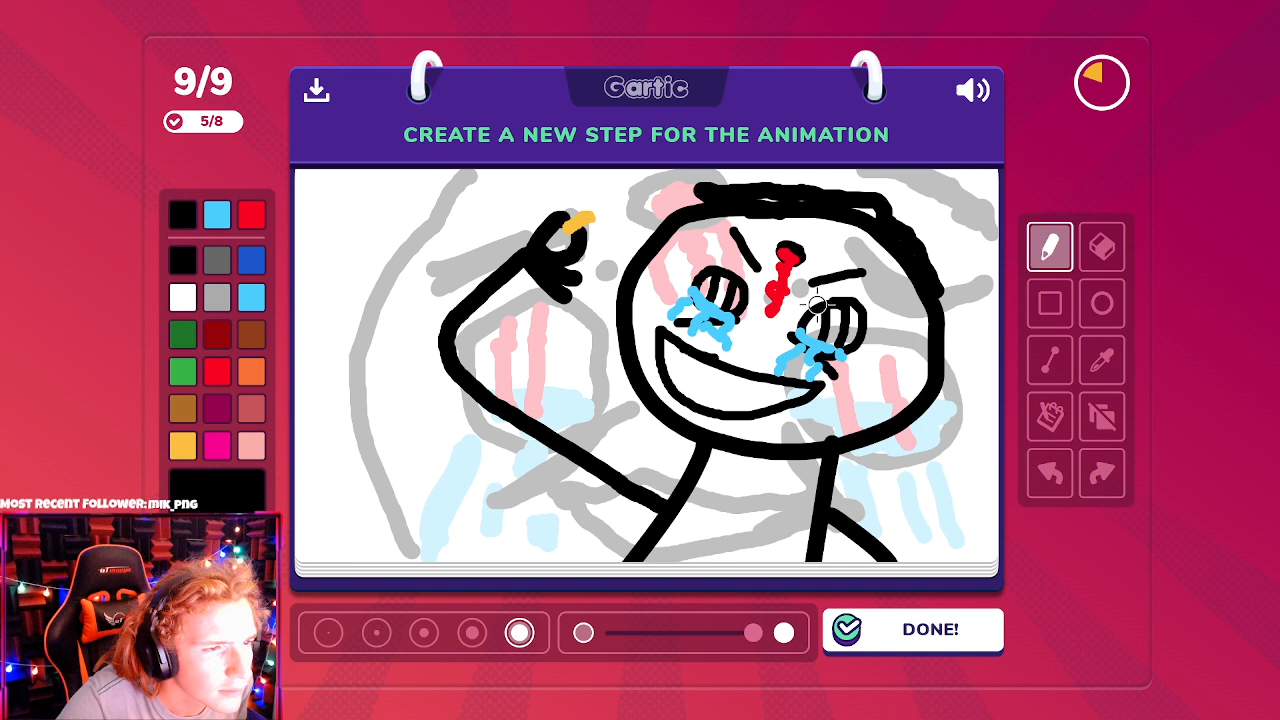 9/9
5/8
Gartic
CREATE A NEW STEP FOR THE ANIMATION
MOST RECENT FOLLOWER: mik_png
DONE!